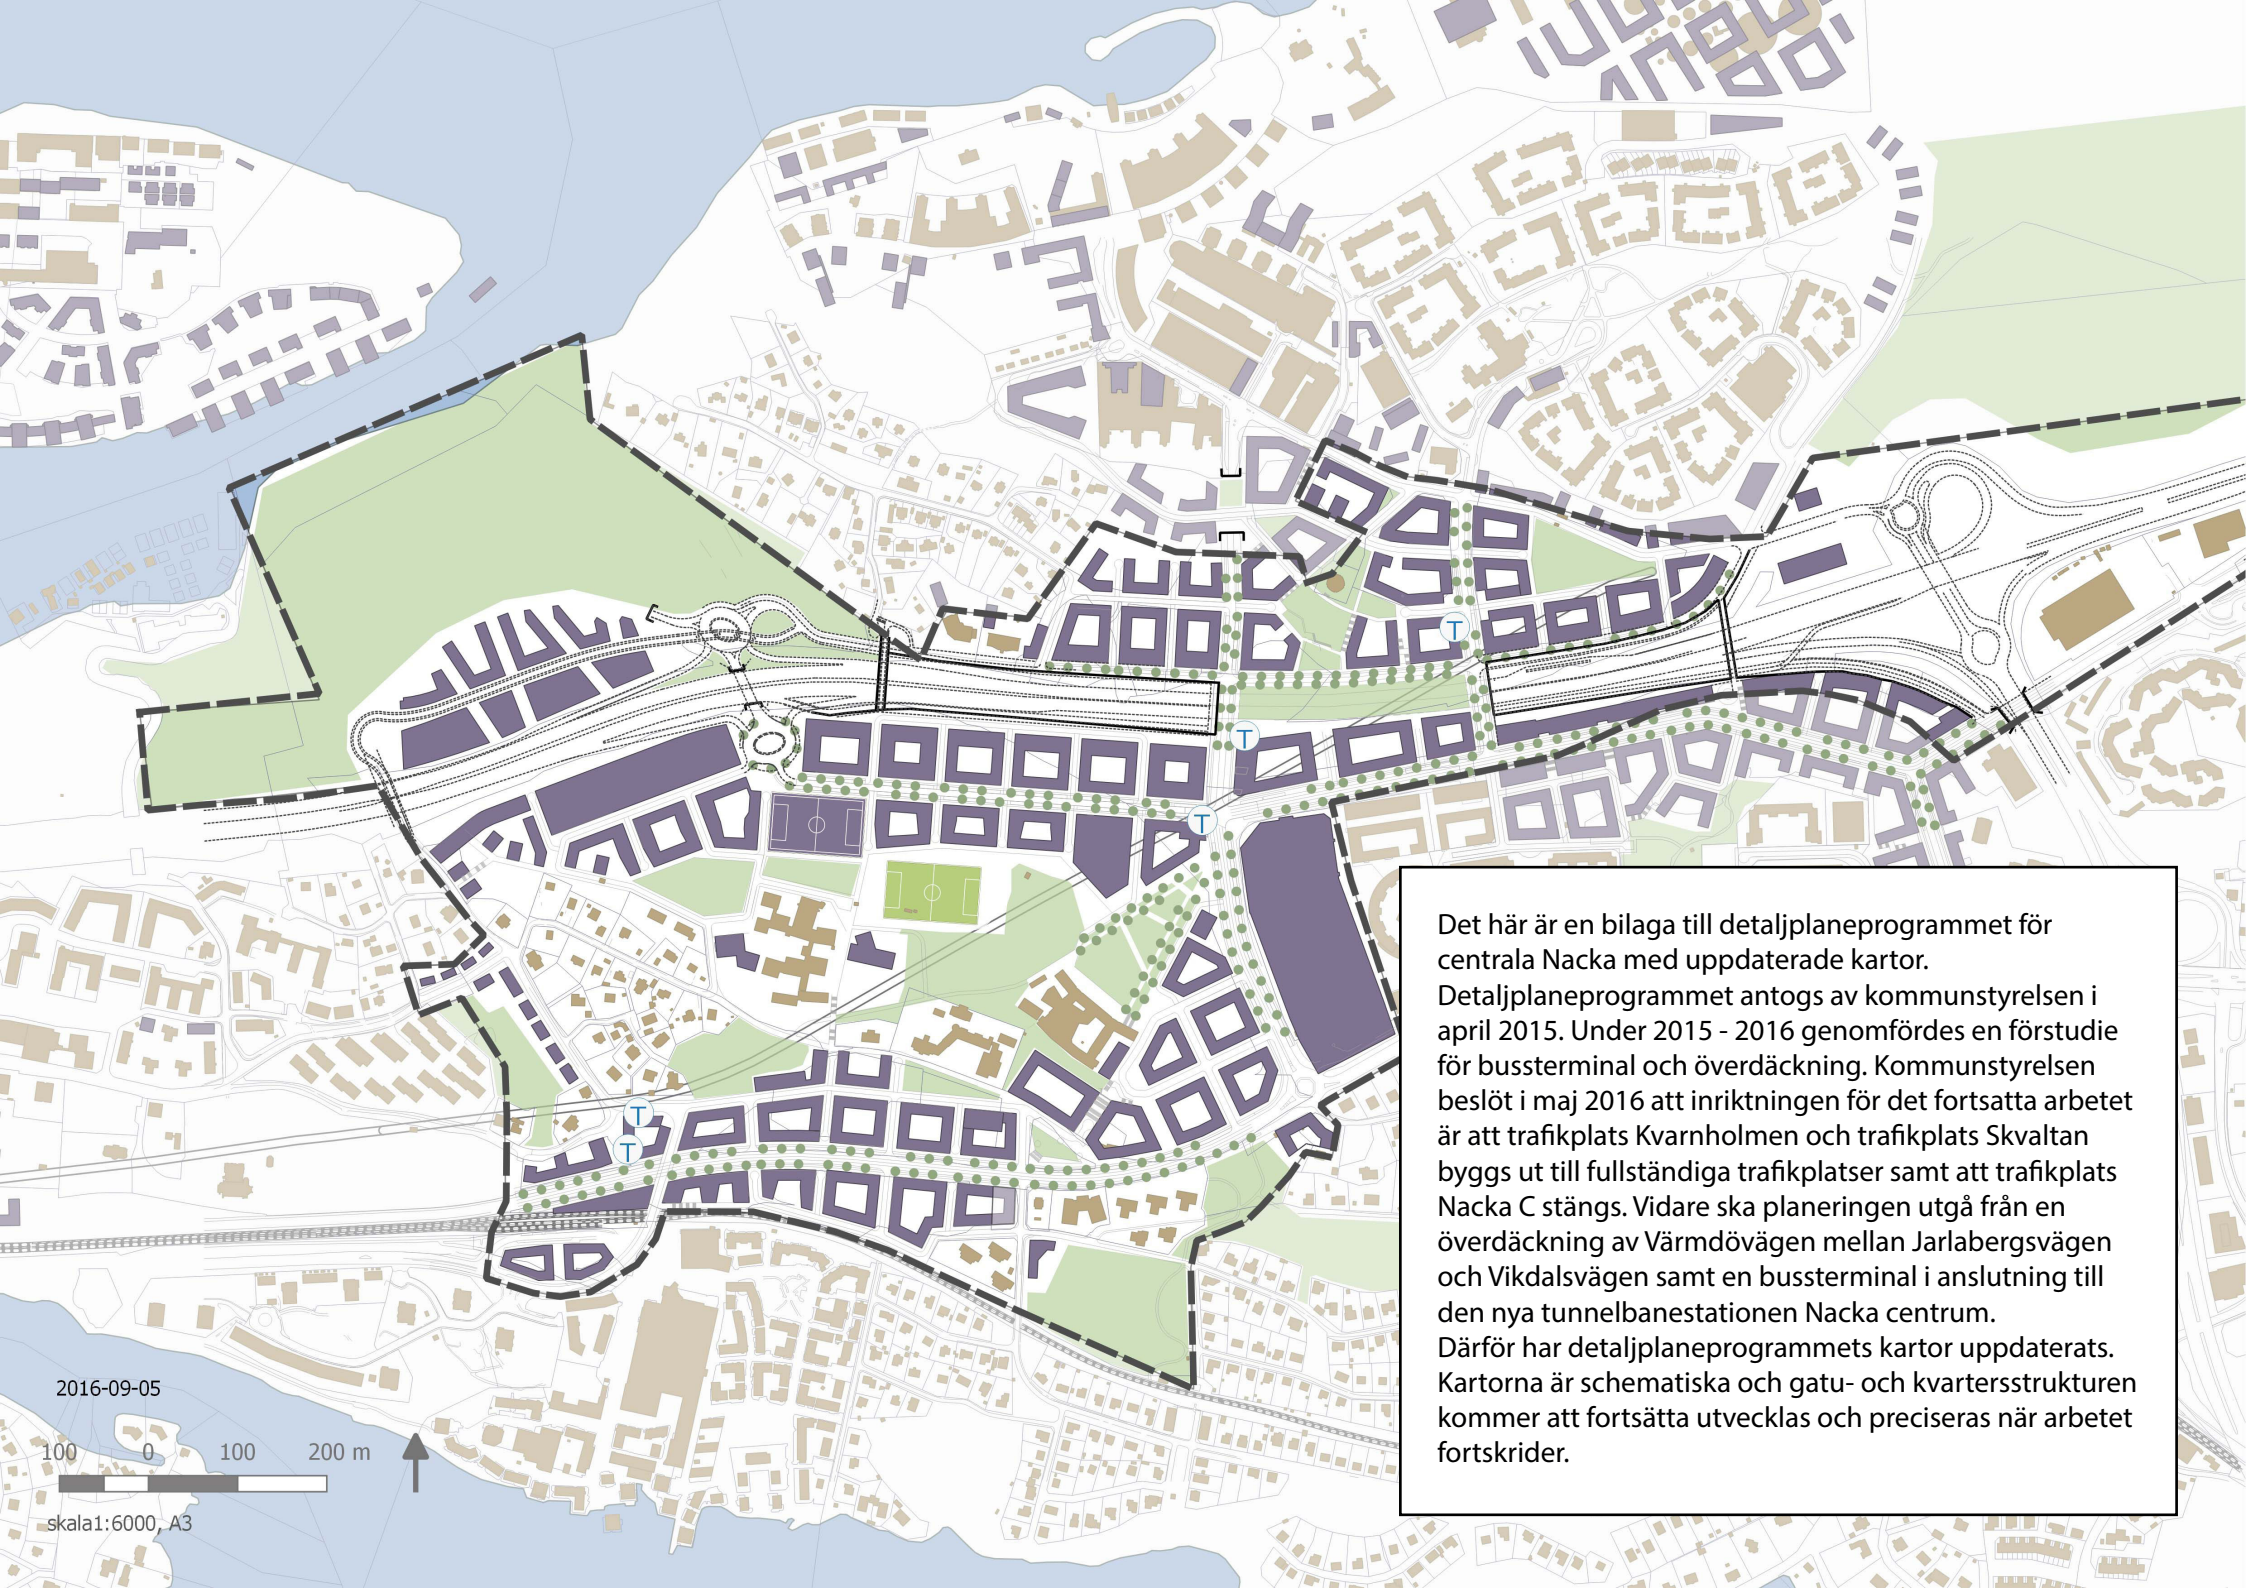 T
T
T
T
T
Det här är en bilaga till detaljplaneprogrammet för
centrala Nacka med uppdaterade kartor.
Detaljplaneprogrammet antogs av kommunstyrelsen i
april 2015. Under 2015 - 2016 genomfördes en förstudie
för bussterminal och överdäckning. Kommunstyrelsen
beslöt i maj 2016 att inriktningen för det fortsatta arbetet
är att trafikplats Kvarnholmen och trafikplats Skvaltan
byggs ut till fullständiga trafikplatser samt att trafikplats
Nacka C stängs. Vidare ska planeringen utgå från en
överdäckning av Värmdövägen mellan Jarlabergsvägen
och Vikdalsvägen samt en bussterminal i anslutning till
den nya tunnelbanestationen Nacka centrum.
Därför har detaljplaneprogrammets kartor uppdaterats.
Kartorna är schematiska och gatu- och kvartersstrukturen
kommer att fortsätta utvecklas och preciseras när arbetet
fortskrider.
2016-09-05
100 0 100 200 m
skala1:6000, A3